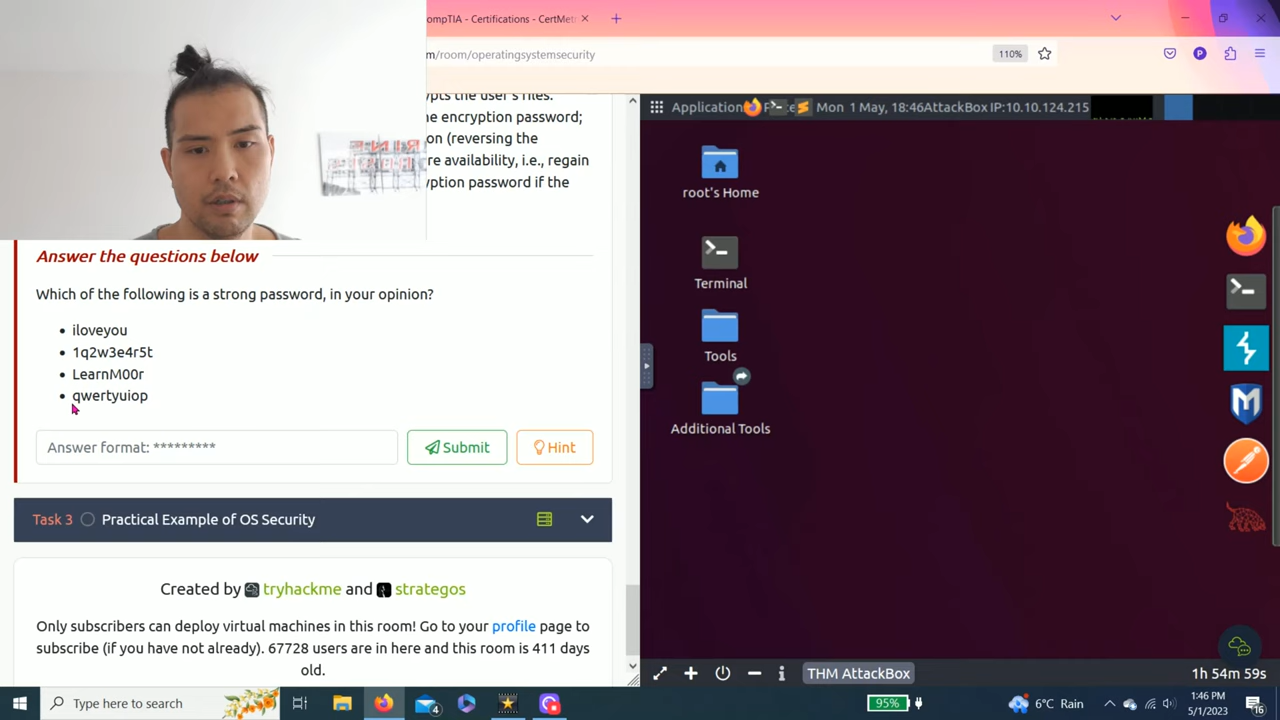 ompTIA - Certifications - CertMet
m/room/operatingsystemsecurity
110%
ypts the user's files.
e encryption password;
on (reversing the
re availability, i.e., regain
yption password if the
Answer the questions below
Which of the following is a strong password, in your opinion?
iloveyou
1q2w3e4r5t
LearnM00r
qwertyuiop
Answer format: *********
Submit
Hint
Task 3
Practical Example of OS Security
Created by tryhackme and strategos
Only subscribers can deploy virtual machines in this room! Go to your profile page to
subscribe (if you have not already). 67728 users are in here and this room is 411 days
old.
Application
Mon 1 May, 18:46
AttackBox IP:10.10.124.215
root's Home
Terminal
Tools
Additional Tools
THM AttackBox
1h 54m 59s
Type here to search
4
95%
6°C Rain
1:46 PM
5/1/2023
16